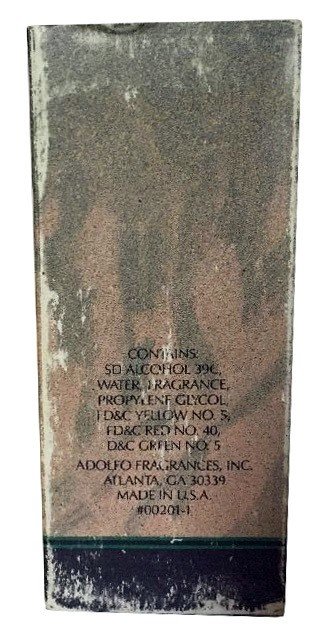 CONTAINS:
SD ALCOHOL 39C,
WATER, FRAGRANCE,
PROPYLENE GLYCOL,
FD&C YELLOW NO. 5,
FD&C RED NO. 40,
D&C GREEN NO. 5
ADOLFO FRAGRANCES, INC.
ATLANTA, GA 30339
MADE IN U.S.A.
#00201-1